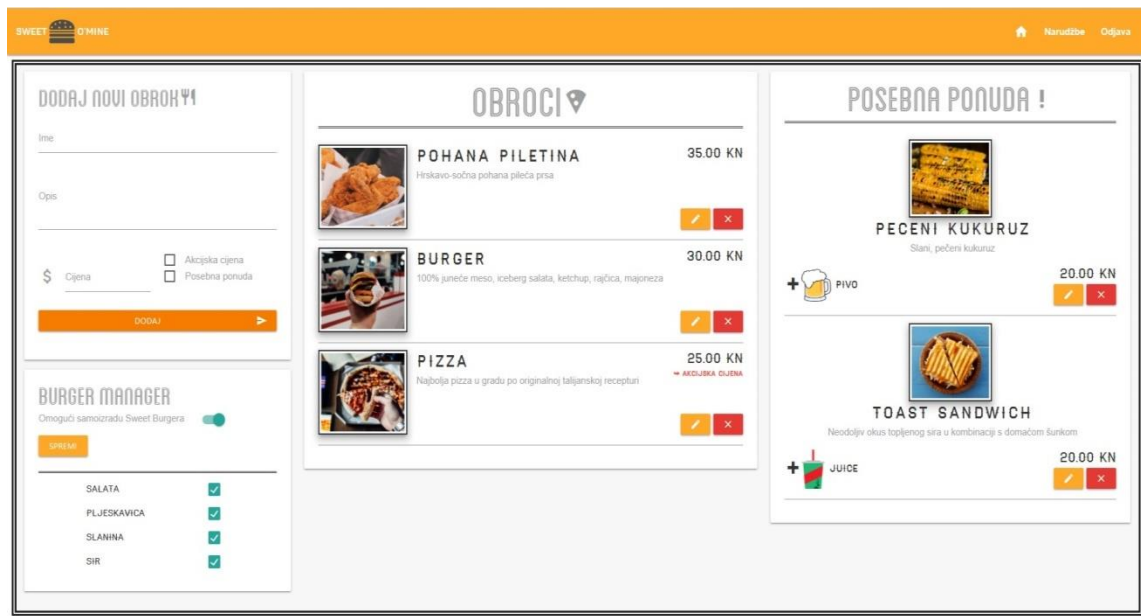 SWEET O'MINE
Narudžbe Odjava
DODAJ NOVI OBROK
Ime
Opis
$ Cijena
Akcijska cijena
Posebna ponuda
DODAJ
BURGER MANAGER
Omogući samoizradu Sweet Burgera
SPREMI
SALATA
PLJESKAVICA
SLANINA
SIR
OBROCI
POHANA PILETINA 35.00 KN
Hrskavo-sočna pohana pileća prsa
BURGER 30.00 KN
100% juneće meso, iceberg salata, ketchup, rajčica, majoneza
PIZZA 25.00 KN
Najbolja pizza u gradu po originalnoj talijanskoj recepturi
AKCIJSKA CIJENA
POSEBNA PONUDA !
PECENI KUKURUZ
Slani, pečeni kukuruz
+ PIVO
20.00 KN
TOAST SANDWICH
Neodoljiv okus topljenog sira u kombinaciji s domaćom šunkom
+ JUICE
20.00 KN